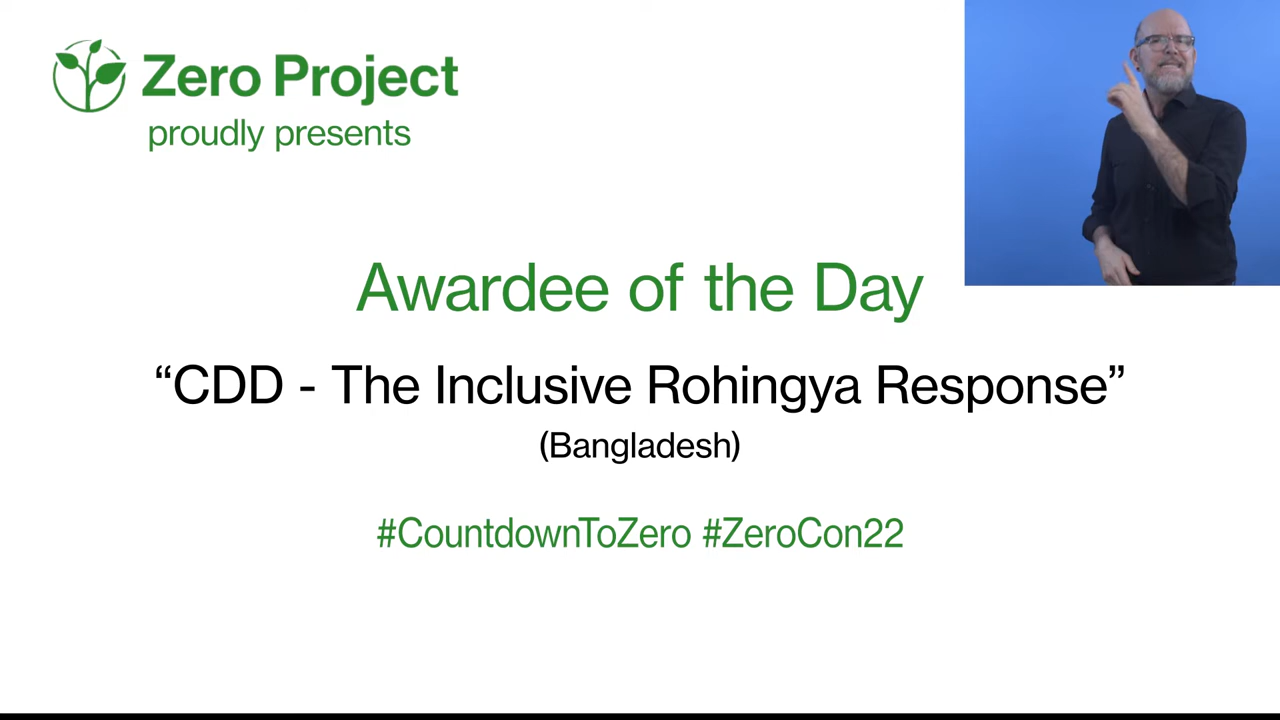 Zero Project
proudly presents
Awardee of the Day
“CDD - The Inclusive Rohingya Response”
(Bangladesh)
#CountdownToZero #ZeroCon22